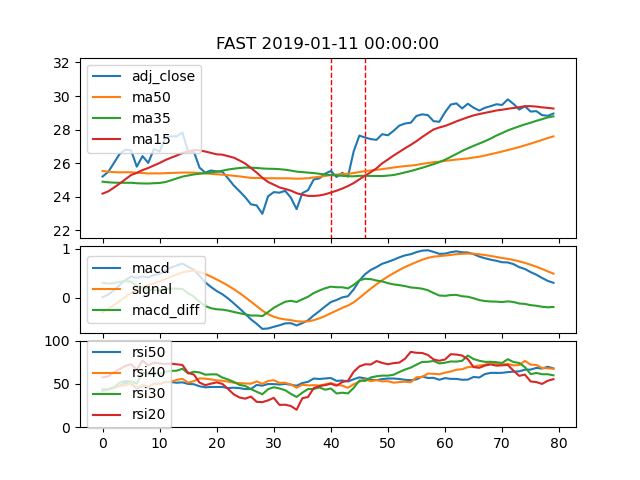 FAST 2019-01-11 00:00:00
32
30
28
26
24
22
adj_close
ma50
ma35
ma15
1
0
macd
signal
macd_diff
100
50
0
rsi50
rsi40
rsi30
rsi20
0 10 20 30 40 50 60 70 80